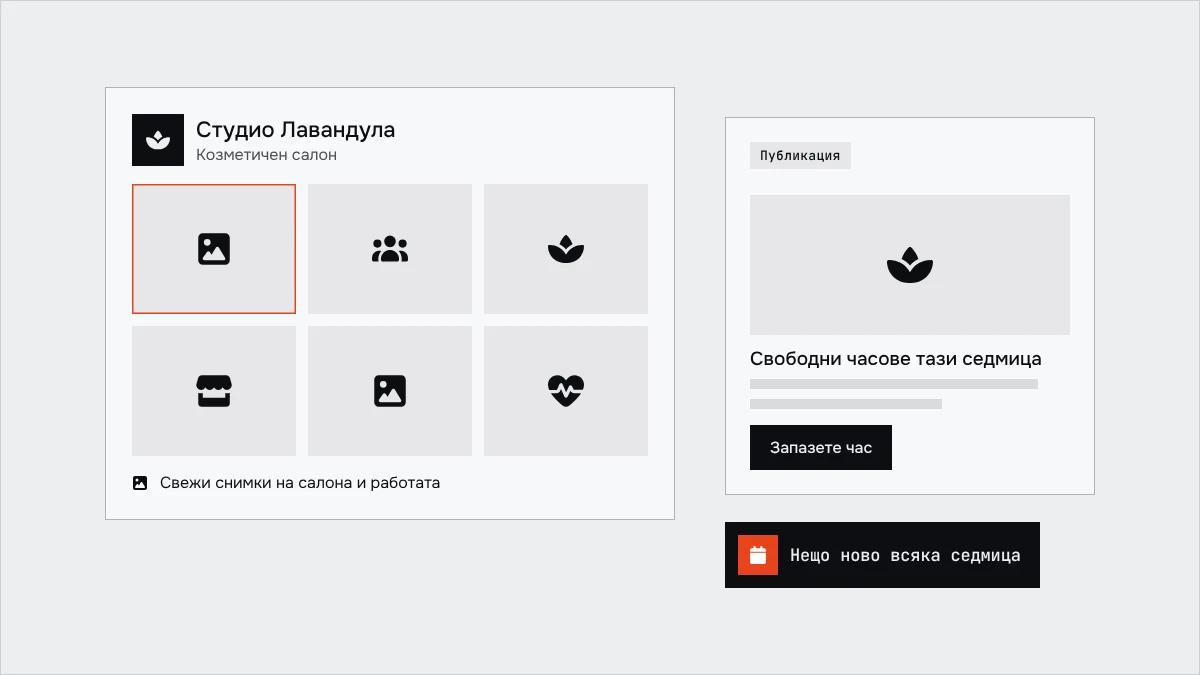 Студио Лавандула
Козметичен салон
Свежи снимки на салона и работата
Публикация
Свободни часове тази седмица
Запазете час
Нещо ново всяка седмица